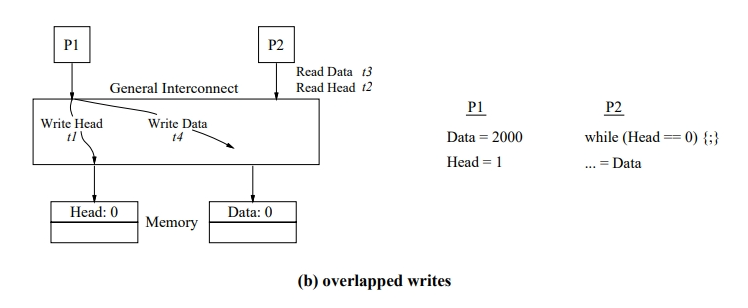 P1
P2
Read Data t3
Read Head t2
General Interconnect
Write Head
t1
Write Data
t4
Head: 0
Memory
Data: 0
P1
P2
Data = 2000
while (Head == 0) {;}
Head = 1
... = Data
(b) overlapped writes